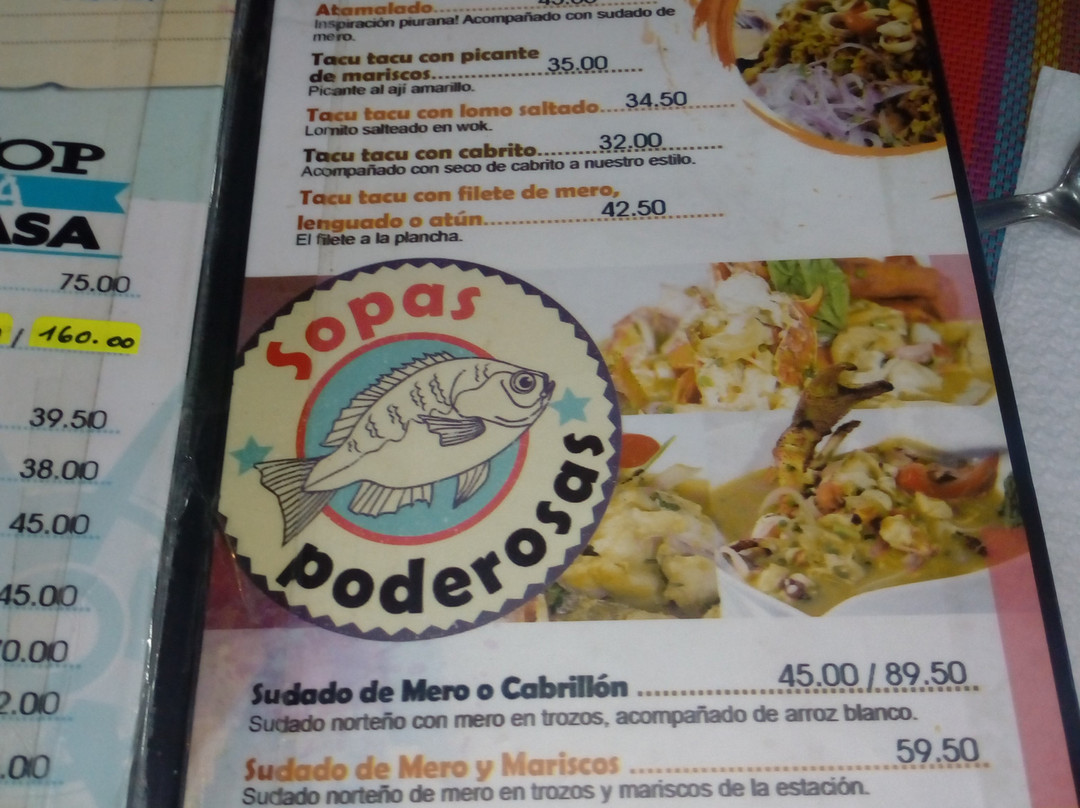 OP
ASA
75.00
/ 160.00
39.50
38.00
45.00
45.00
0.00
2.00
.00
Atamalado
Inspiración piurana! Acompañado con sudado de
mero.
Tacu tacu con picante
de mariscos.......... 35.00
Picante al ají amarillo.
Tacu tacu con lomo saltado.... 34.50
Lomito salteado en wok.
Tacu tacu con cabrito.......... 32.00
Acompañado con seco de cabrito a nuestro estilo.
Tacu tacu con filete de mero,
lenguado o atún.......... 42.50
El filete a la plancha.
Sopas
poderosas
Sudado de Mero o Cabrillón .......... 45.00 / 89.50
Sudado norteño con mero en trozos, acompañado de arroz blanco.
Sudado de Mero y Mariscos .......... 59.50
Sudado norteño de mero en trozos y mariscos de la estación.